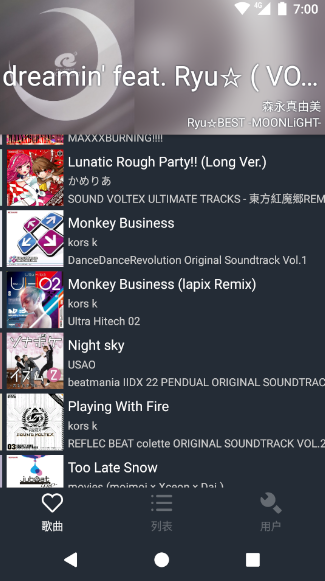 4G 7:00
dreamin' feat. Ryu☆ ( VO...
森永真由美
Ryu☆BEST -MOONLiGHT-
MAXXXBURNING!!!!
Lunatic Rough Party!! (Long Ver.)
かめりあ
SOUND VOLTEX ULTIMATE TRACKS - 東方紅魔郷REM
Monkey Business
kors k
DanceDanceRevolution Original Soundtrack Vol.1
Monkey Business (lapix Remix)
kors k
Ultra Hitech 02
Night sky
USAO
beatmania IIDX 22 PENDUAL ORIGINAL SOUNDTRAC
Playing With Fire
kors k
REFLEC BEAT colette ORIGINAL SOUNDTRACK VOL.2
Too Late Snow
movies (moimoi x Xceon x Dai.)
歌曲 列表 用户